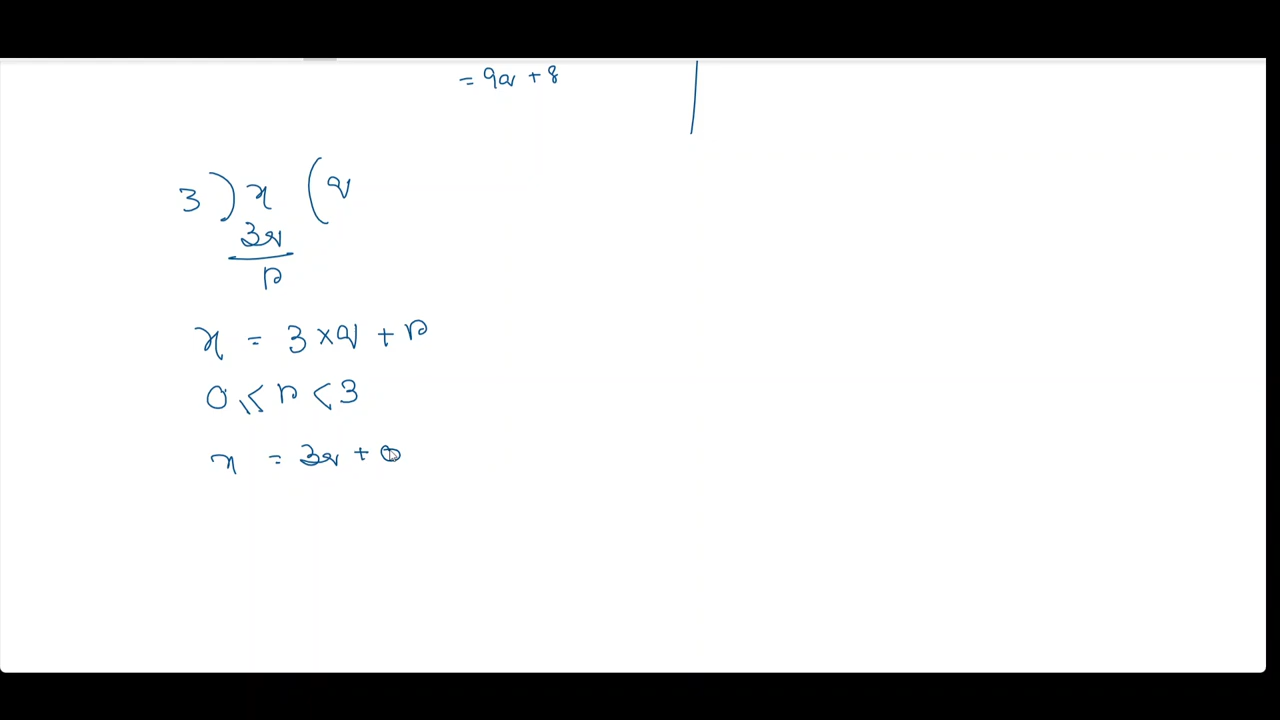 = 9q + 8
3 ) x ( q
3q
r
x = 3 × q + r
0 ≤ r < 3
x = 3q + 0